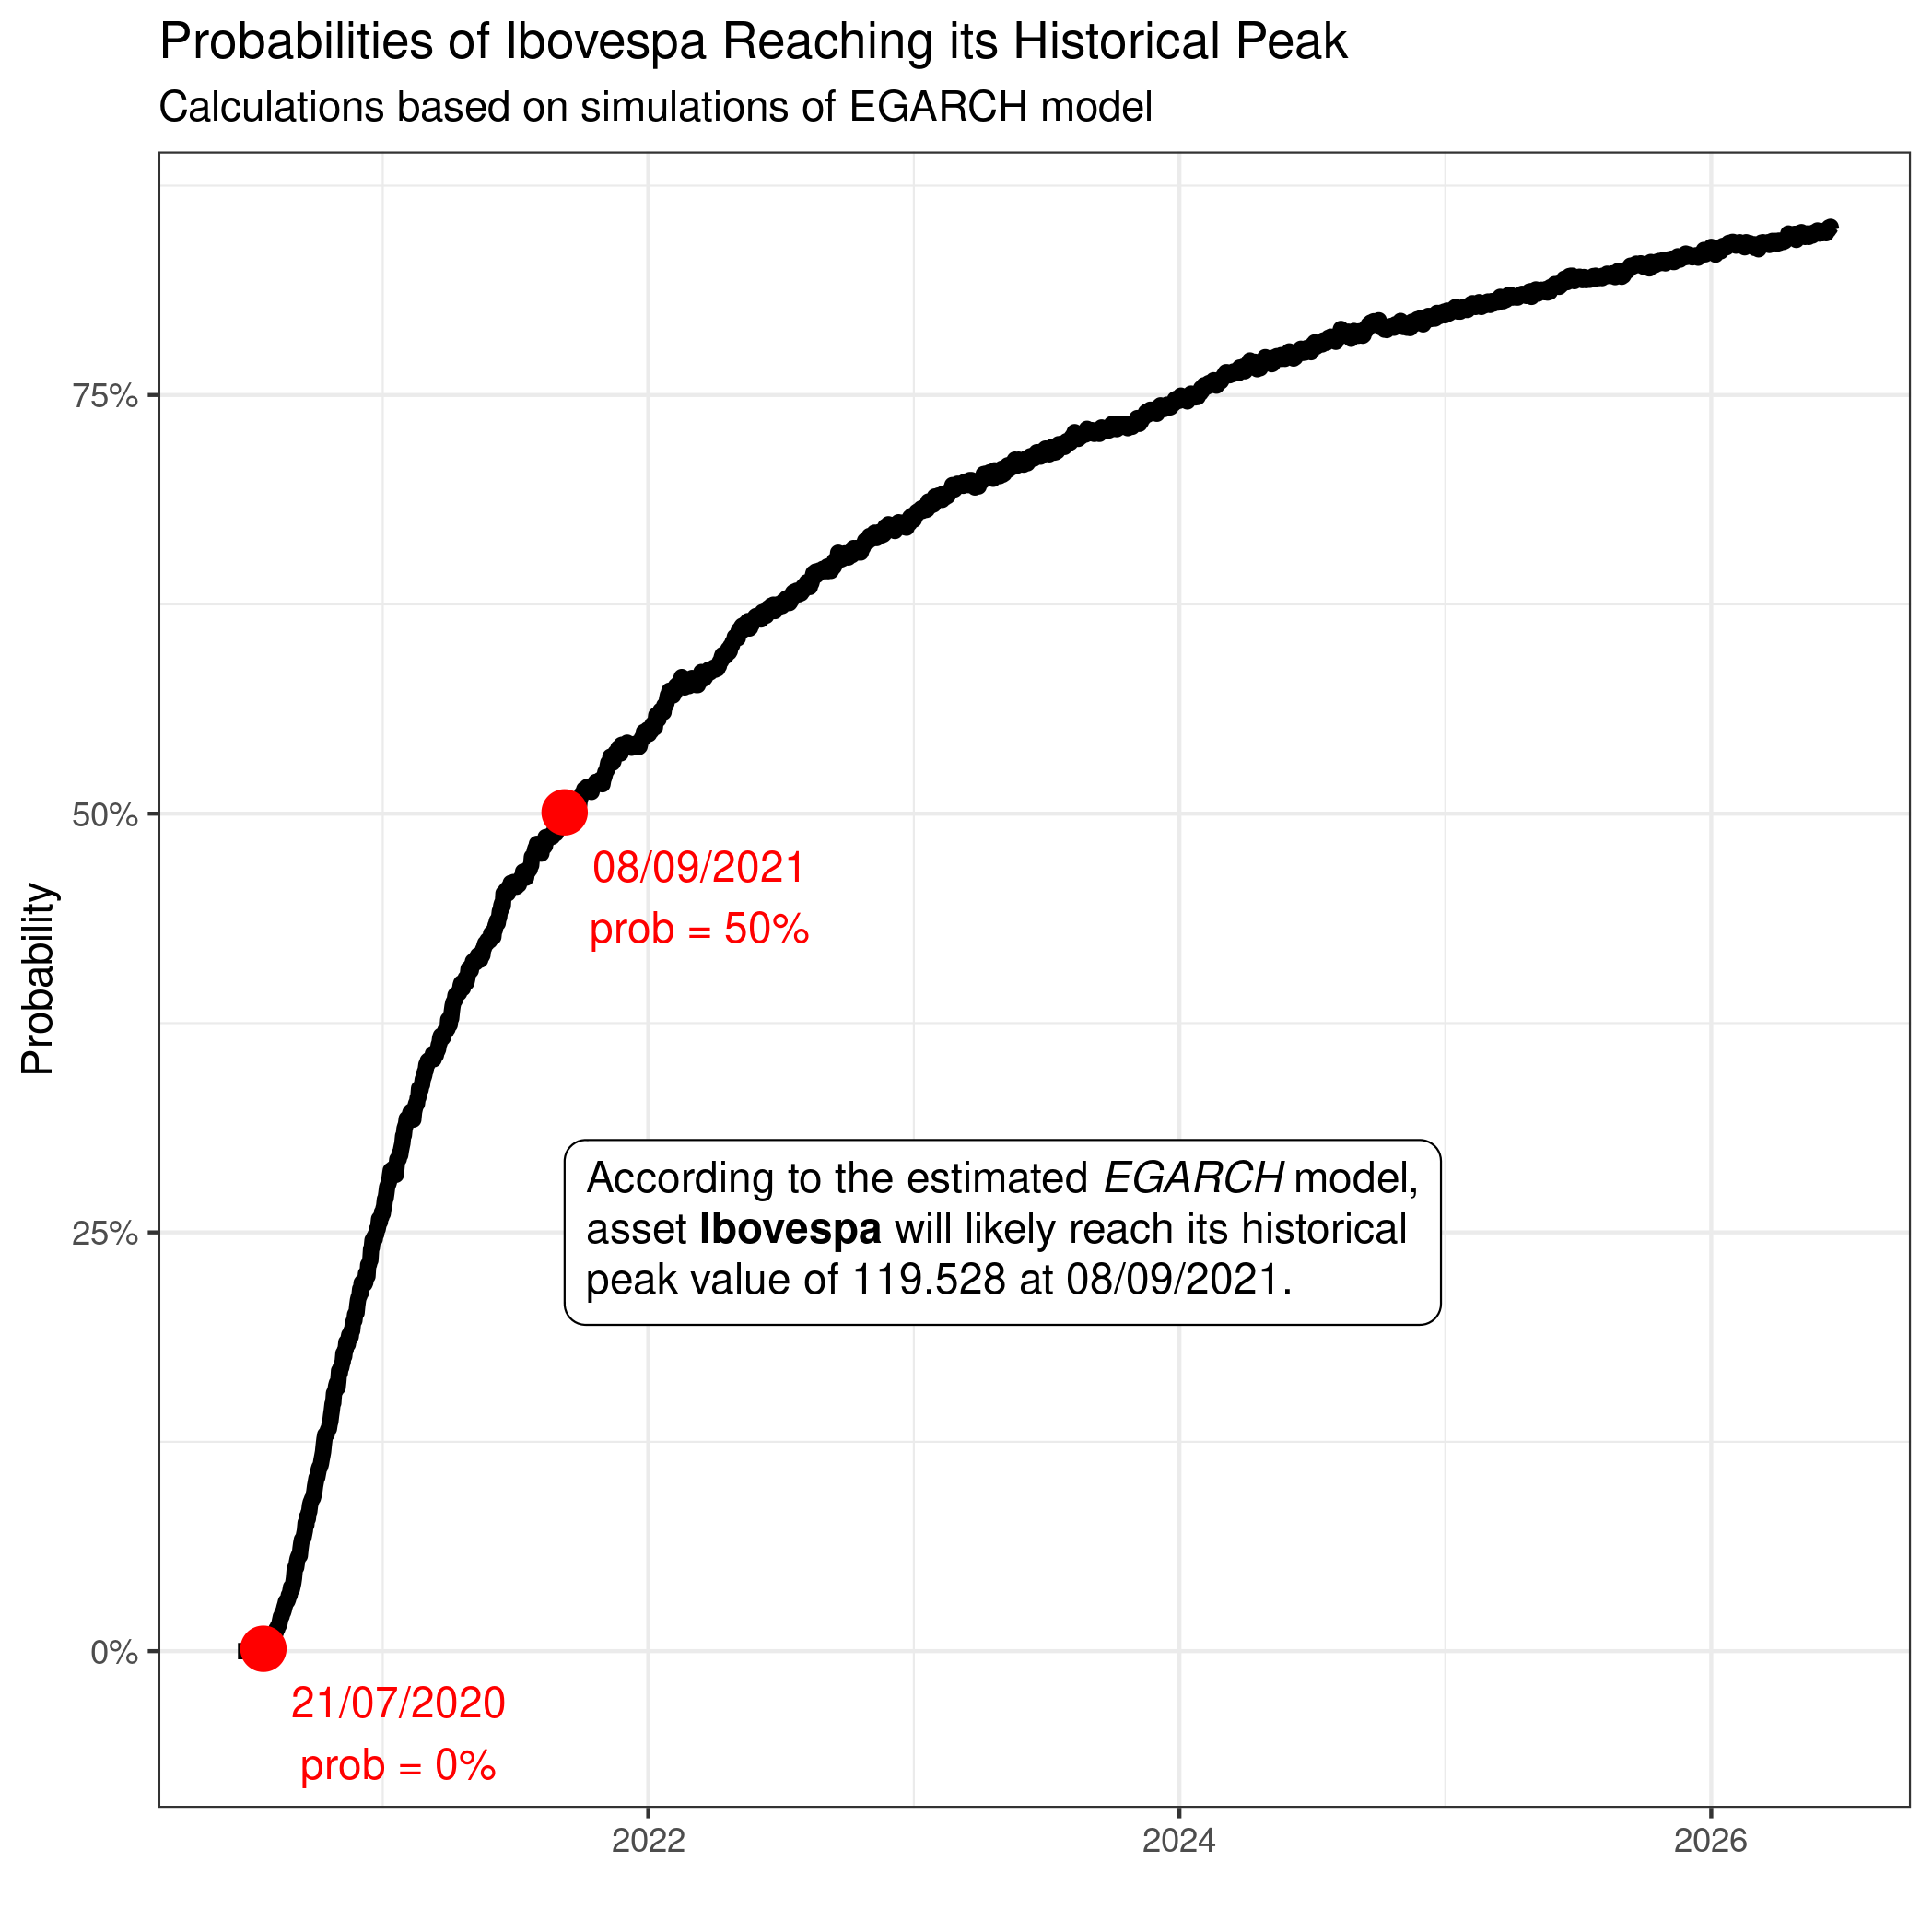 Probabilities of Ibovespa Reaching its Historical Peak
Calculations based on simulations of EGARCH model
Probability
75%
50%
25%
0%
08/09/2021
prob = 50%
According to the estimated EGARCH model,
asset Ibovespa will likely reach its historical
peak value of 119.528 at 08/09/2021.
21/07/2020
prob = 0%
2022
2024
2026